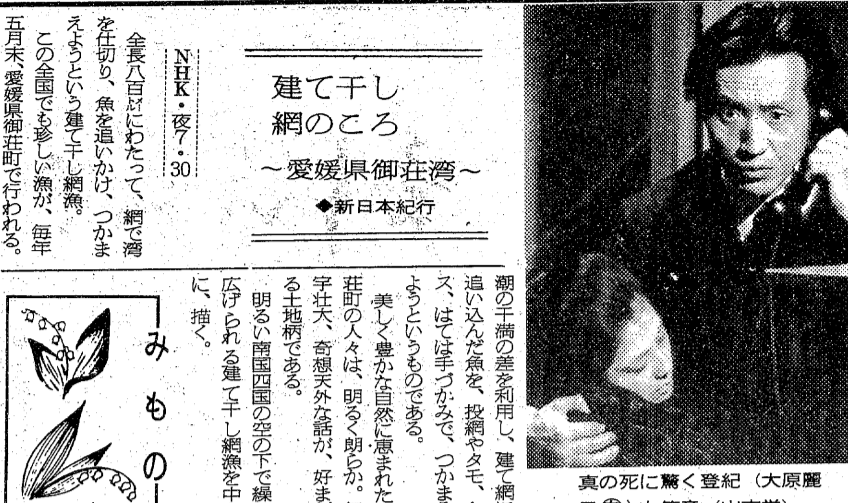 建て干し
網のころ
～愛媛県御荘湾～
◆新日本紀行
NHK・夜7・30
全長八百㍍にわたって、網で湾
を仕切り、魚を追いかけ、つかま
えようという建て干し網漁。
この全国でも珍しい漁が、毎年
五月末、愛媛県御荘町で行われる。
潮の干満の差を利用し、建て網
追い込んだ魚を、投網やタモ、
ス、はては手づかみで、つかま
ようというものである。
美しく豊かな自然に恵まれた
荘町の人々は、明るく朗らか。
宇壮大、奇想天外な話が、好ま
る土地柄である。
明るい南国四国の空の下で繰
広げられる建て干し網漁を中
に、描く。
みもの
真の死に驚く登紀（大原麗